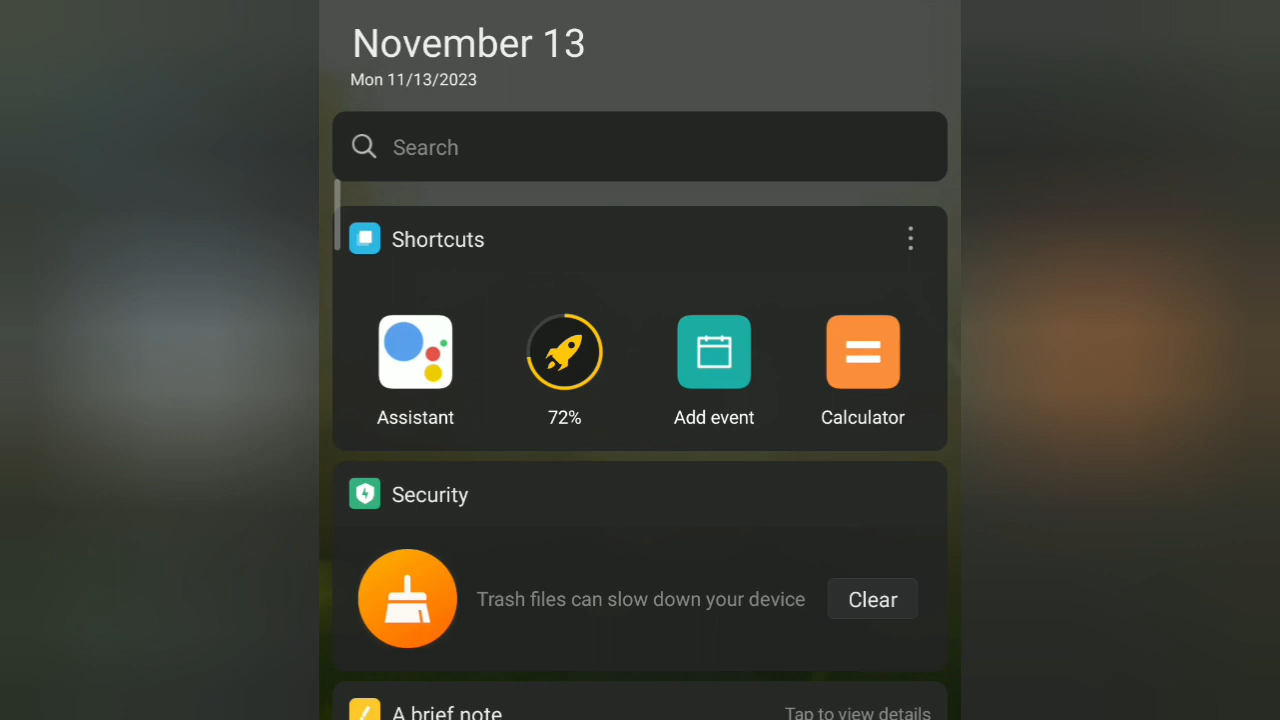 November 13
Mon 11/13/2023
Search
Shortcuts
Assistant
72%
Add event
Calculator
Security
Trash files can slow down your device
Clear
A brief note
Tap to view details